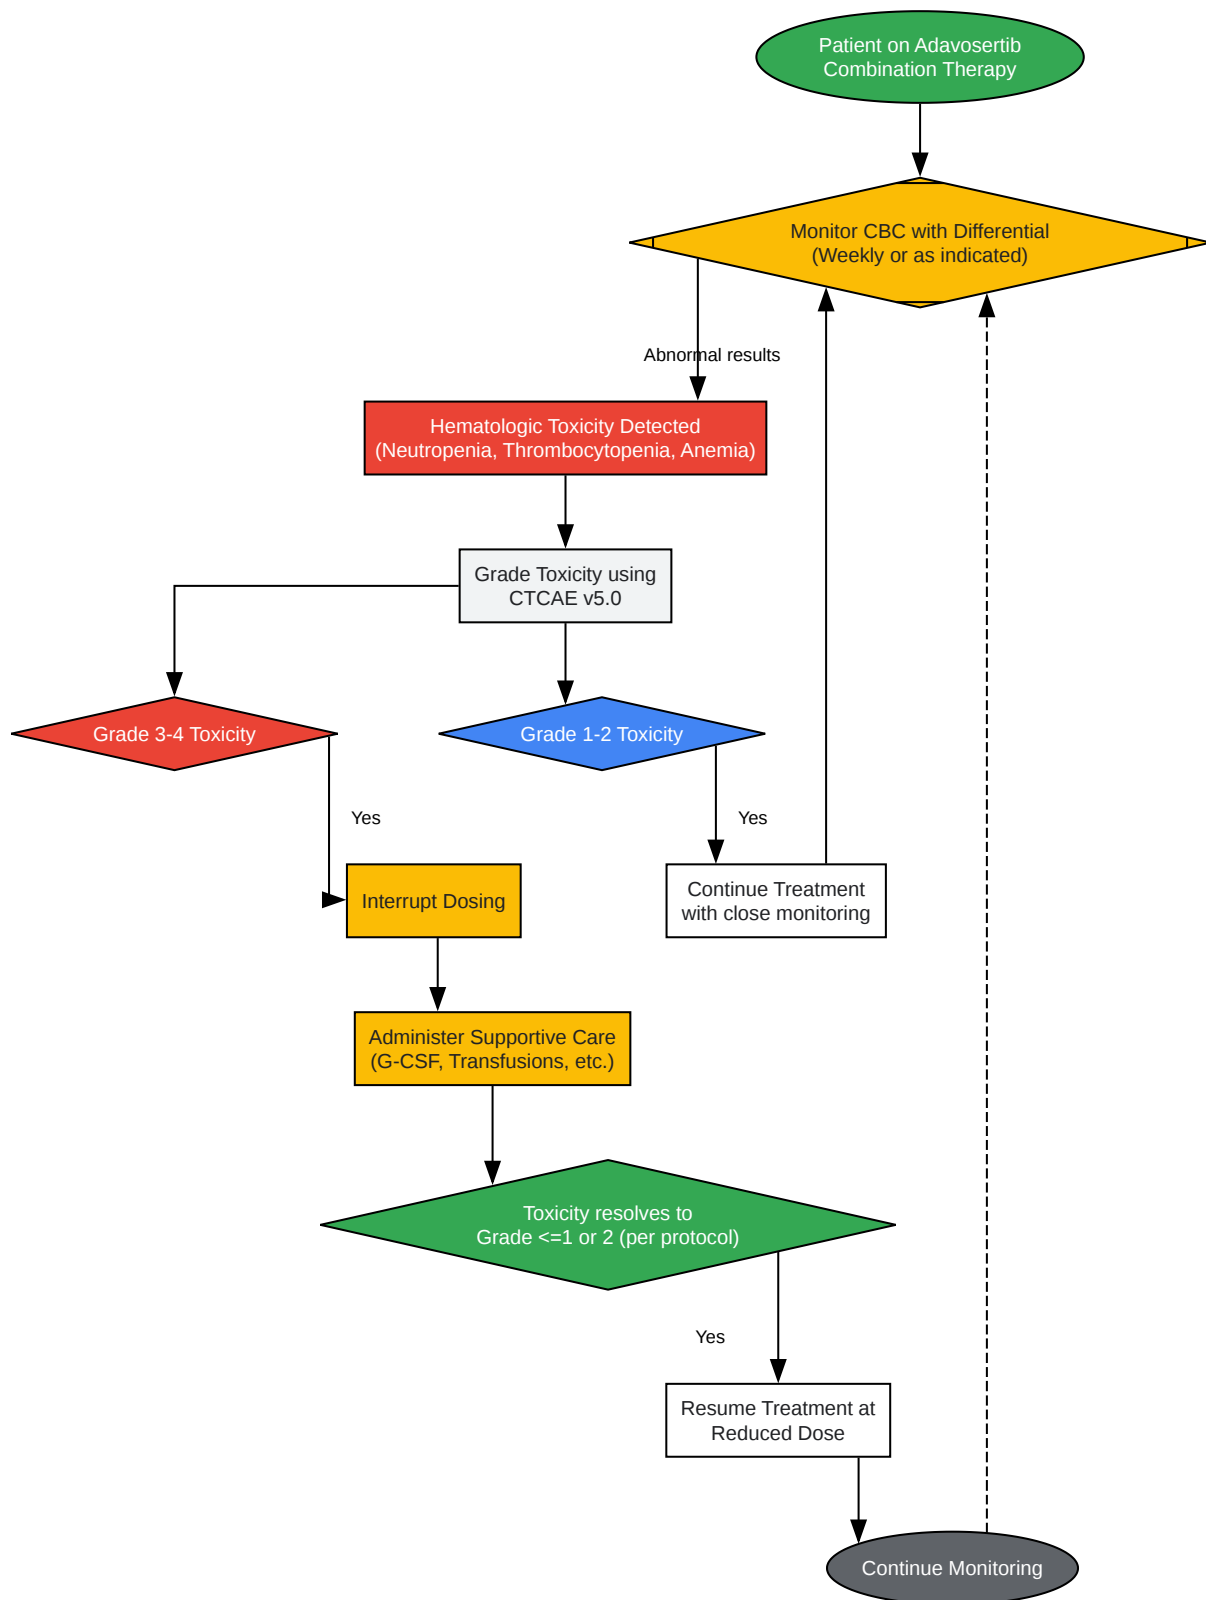 Patient on Adavosertib
Combination Therapy
Monitor CBC with Differential
(Weekly or as indicated)
Abnormal results
Hematologic Toxicity Detected
(Neutropenia, Thrombocytopenia, Anemia)
Grade Toxicity using
CTCAE v5.0
Grade 3-4 Toxicity
Grade 1-2 Toxicity
Yes
Yes
Interrupt Dosing
Continue Treatment
with close monitoring
Administer Supportive Care
(G-CSF, Transfusions, etc.)
Toxicity resolves to
Grade <=1 or 2 (per protocol)
Yes
Resume Treatment at
Reduced Dose
Continue Monitoring